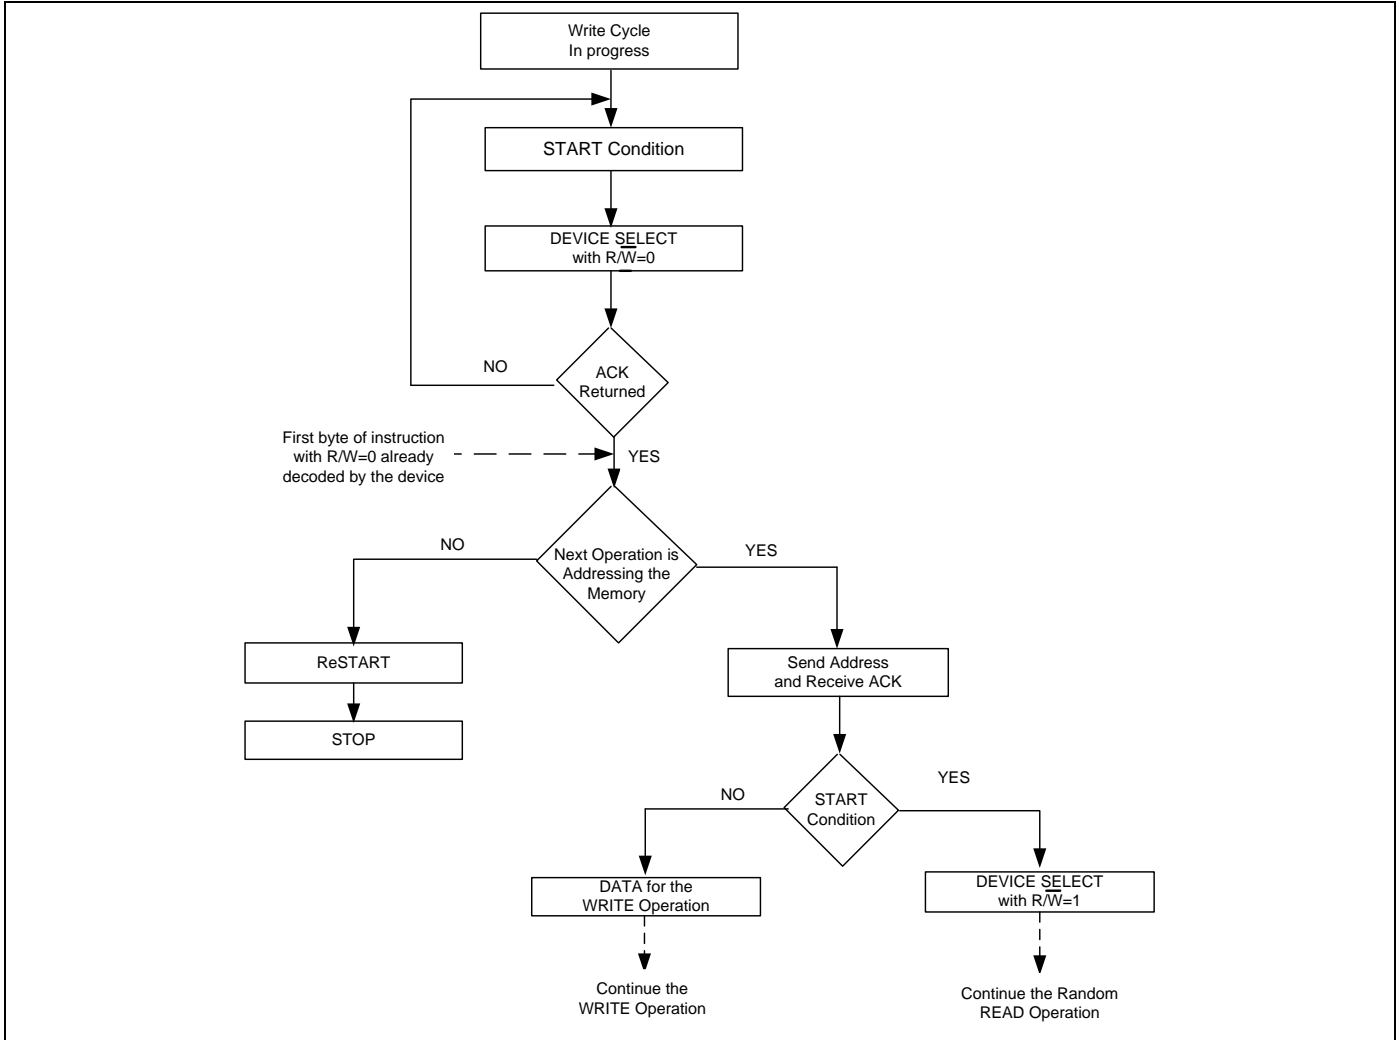 Write Cycle
In progress
START Condition
DEVICE SELECT
with R/W̅=0
NO
ACK
Returned
First byte of instruction
with R/W=0 already
decoded by the device
YES
NO
YES
Next Operation is
Addressing the
Memory
ReSTART
STOP
Send Address
and Receive ACK
NO
YES
START
Condition
DATA for the
WRITE Operation
DEVICE SELECT
with R/W̅=1
Continue the
WRITE Operation
Continue the Random
READ Operation